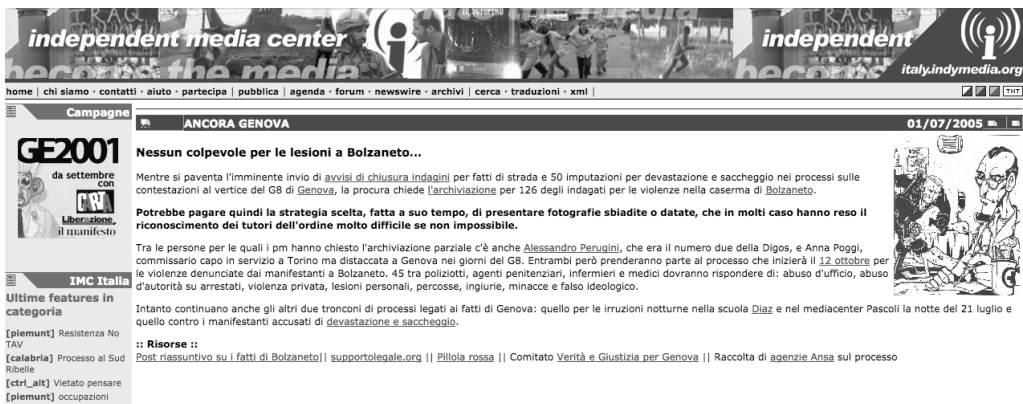 independent media center
independent
becomes the media
italy.indymedia.org
home | chi siamo · contatti · aiuto · partecipa | pubblica | agenda · forum · newswire · archivi | cerca · traduzioni · xml |
TXT
Campagne
GE2001
da settembre
con
CARTA
Liberazione,
il manifesto
IMC Italia
Ultime features in
categoria
[piemunt] Resistenza No
TAV
[calabria] Processo al Sud
Ribelle
[ctrl_alt] Vietato pensare
[piemunt] occupazioni
ANCORA GENOVA
01/07/2005
Nessun colpevole per le lesioni a Bolzaneto...
Mentre si paventa l'imminente invio di avvisi di chiusura indagini per fatti di strada e 50 imputazioni per devastazione e saccheggio nei processi sulle
contestazioni al vertice del G8 di Genova, la procura chiede l'archiviazione per 126 degli indagati per le violenze nella caserma di Bolzaneto.
Potrebbe pagare quindi la strategia scelta, fatta a suo tempo, di presentare fotografie sbiadite o datate, che in molti caso hanno reso il
riconoscimento dei tutori dell'ordine molto difficile se non impossibile.
Tra le persone per le quali i pm hanno chiesto l'archiviazione parziale c'è anche Alessandro Perugini, che era il numero due della Digos, e Anna Poggi,
commissario capo in servizio a Torino ma distaccata a Genova nei giorni del G8. Entrambi però prenderanno parte al processo che inizierà il 12 ottobre per
le violenze denunciate dai manifestanti a Bolzaneto. 45 tra poliziotti, agenti penitenziari, infermieri e medici dovranno rispondere di: abuso d'ufficio, abuso
d'autorità su arrestati, violenza privata, lesioni personali, percosse, ingiurie, minacce e falso ideologico.
Intanto continuano anche gli altri due tronconi di processi legati ai fatti di Genova: quello per le irruzioni notturne nella scuola Diaz e nel mediacenter Pascoli la notte del 21 luglio e
quello contro i manifestanti accusati di devastazione e saccheggio.
:: Risorse ::
Post riassuntivo su i fatti di Bolzaneto|| supportolegale.org || Pillola rossa || Comitato Verità e Giustizia per Genova || Raccolta di agenzie Ansa sul processo